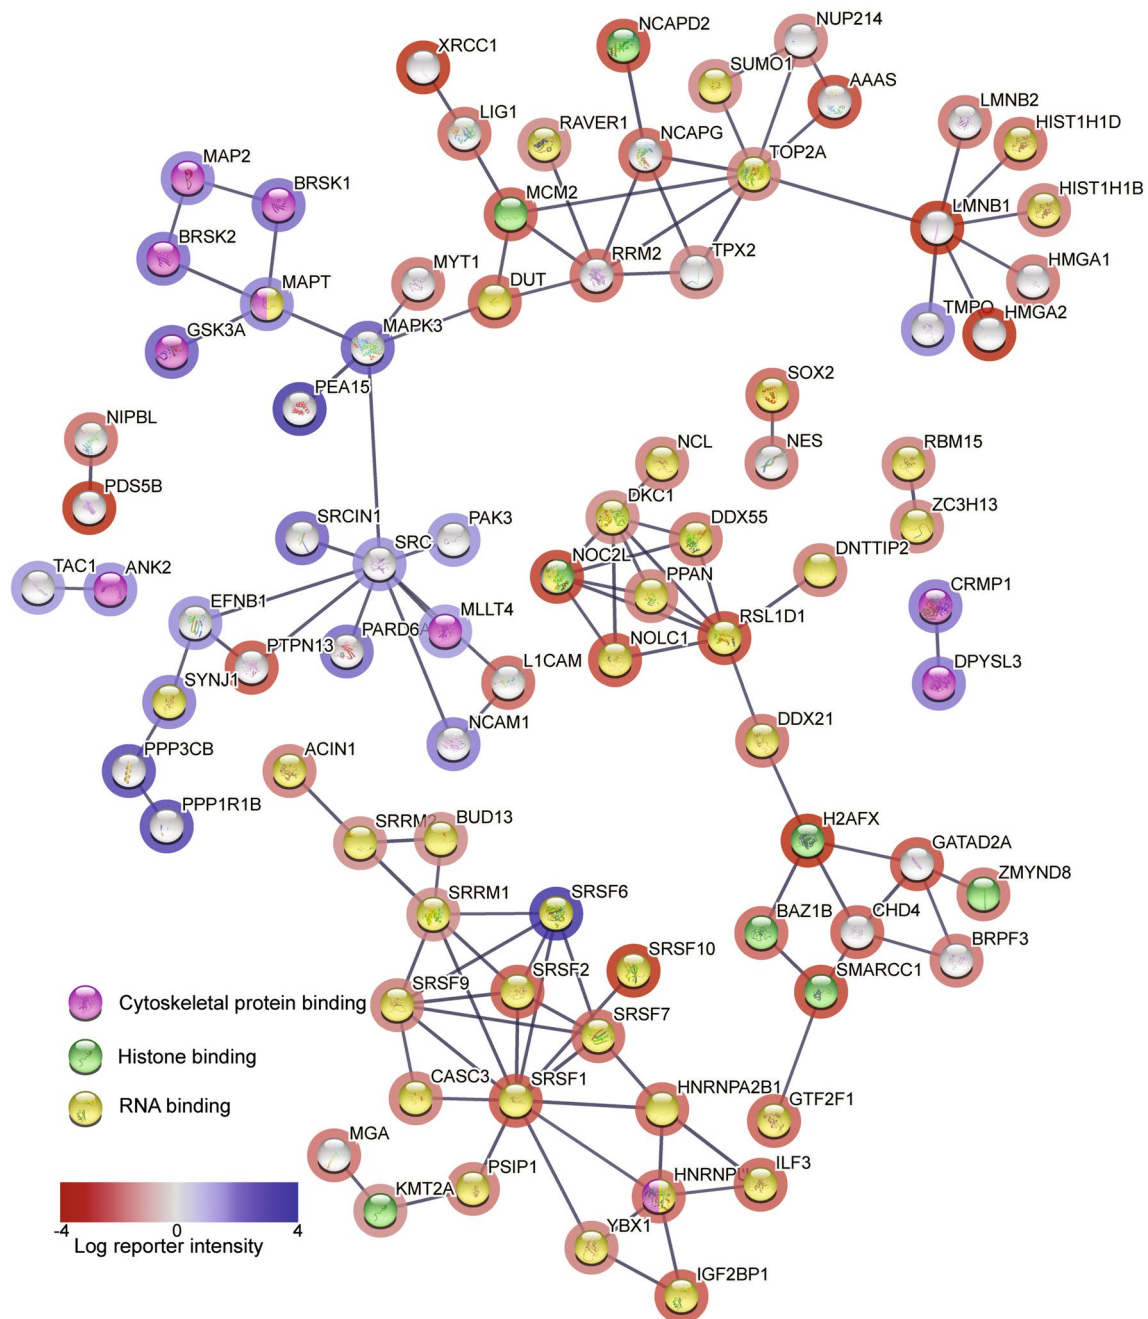 NCAPD2
NUP214
XRCC1
SUMO1
AAAS
LIG1
RAVER1
NCAPG
LMNB2
HIST1H1D
TOP2A
MAP2
BRSK1
MCM2
LMNB1
HIST1H1B
BRSK2
MYT1
RRM2
TPX2
HMGA1
MAPT
DUT
TMPO
HMGA2
GSK3A
MAPK3
PEA15
SOX2
NIPBL
NCL
NES
RBM15
PDS5B
DKC1
ZC3H13
SRCIN1
SRC
PAK3
DDX55
NOC2L
DNTTIP2
TAC1
ANK2
PPAN
CRMP1
EFNB1
MLLT4
RSL1D1
PARD6A
PTPN13
NOLC1
L1CAM
SYNJ1
DPYSL3
NCAM1
DDX21
PPP3CB
ACIN1
PPP1R1B
SRRM2
BUD13
H2AFX
GATAD2A
ZMYND8
SRRM1
SRSF6
BAZ1B
CHD4
BRPF3
SRSF10
SRSF9
SRSF2
SMARCC1
Cytoskeletal protein binding
SRSF7
Histone binding
CASC3
SRSF1
HNRNPA2B1
GTF2F1
RNA binding
MGA
PSIP1
HNRNPU
ILF3
KMT2A
YBX1
-4
0
4
Log reporter intensity
IGF2BP1